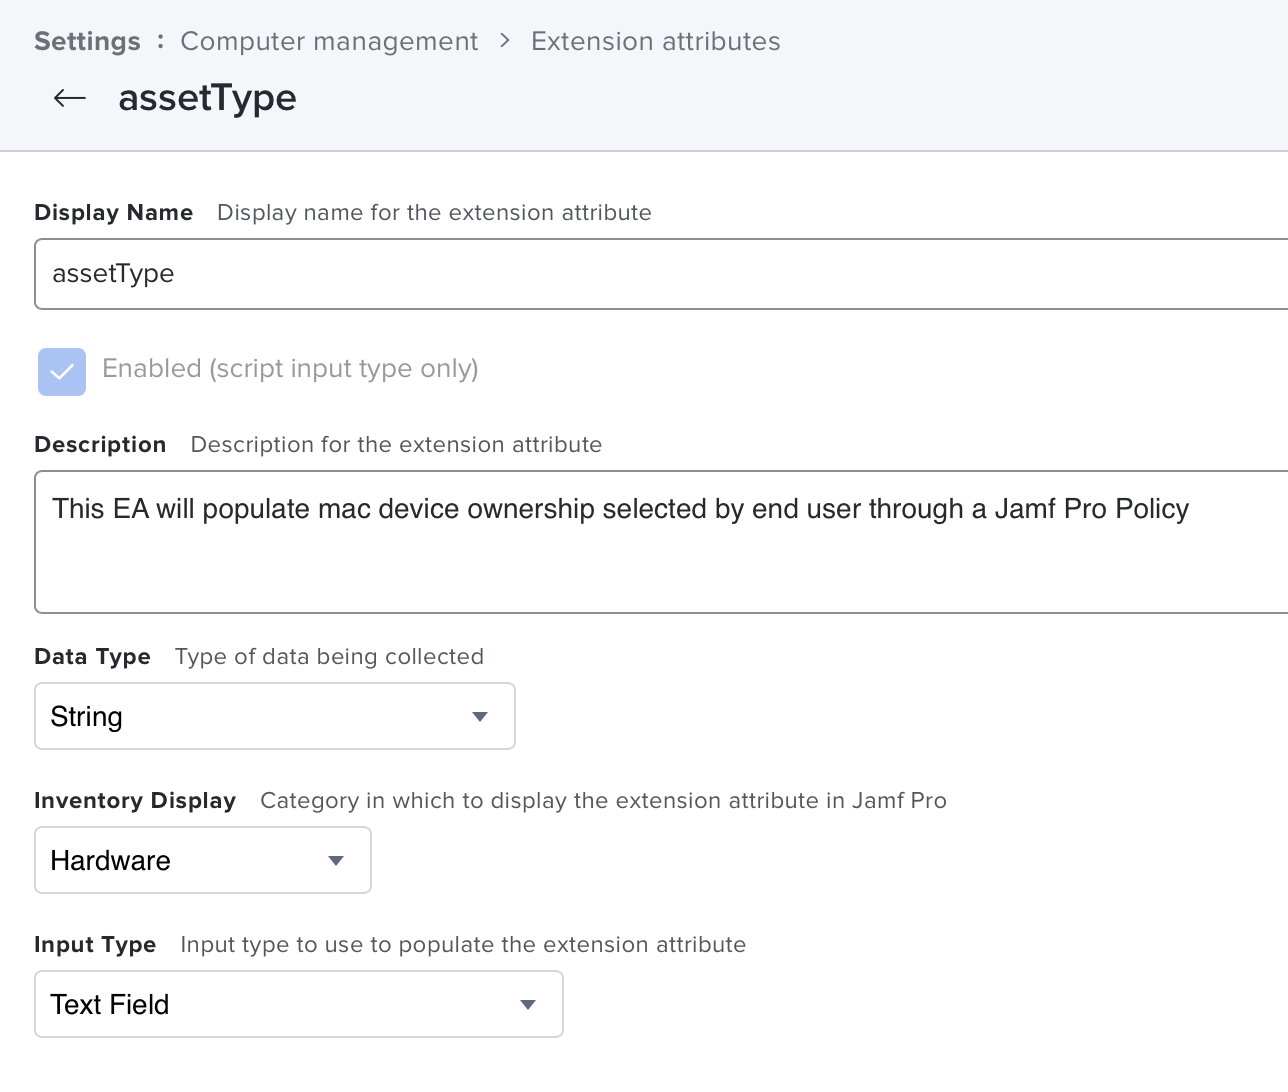 Settings : Computer management > Extension attributes
← assetType
Display Name Display name for the extension attribute
assetType
Enabled (script input type only)
Description Description for the extension attribute
This EA will populate mac device ownership selected by end user through a Jamf Pro Policy
Data Type Type of data being collected
String
Inventory Display Category in which to display the extension attribute in Jamf Pro
Hardware
Input Type Input type to use to populate the extension attribute
Text Field